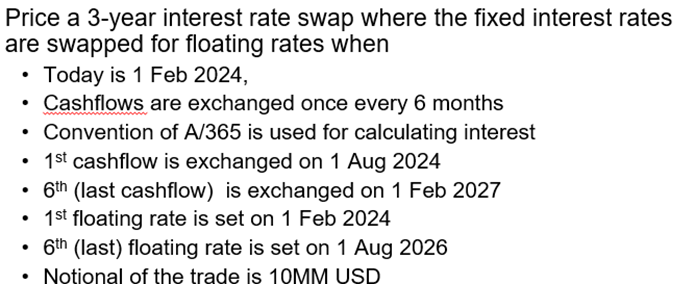 Price a 3-year interest rate swap where the fixed interest rates
are swapped for floating rates when
• Today is 1 Feb 2024,
• Cashflows are exchanged once every 6 months
• Convention of A/365 is used for calculating interest
• 1st cashflow is exchanged on 1 Aug 2024
• 6th (last cashflow) is exchanged on 1 Feb 2027
• 1st floating rate is set on 1 Feb 2024
• 6th (last) floating rate is set on 1 Aug 2026
• Notional of the trade is 10MM USD